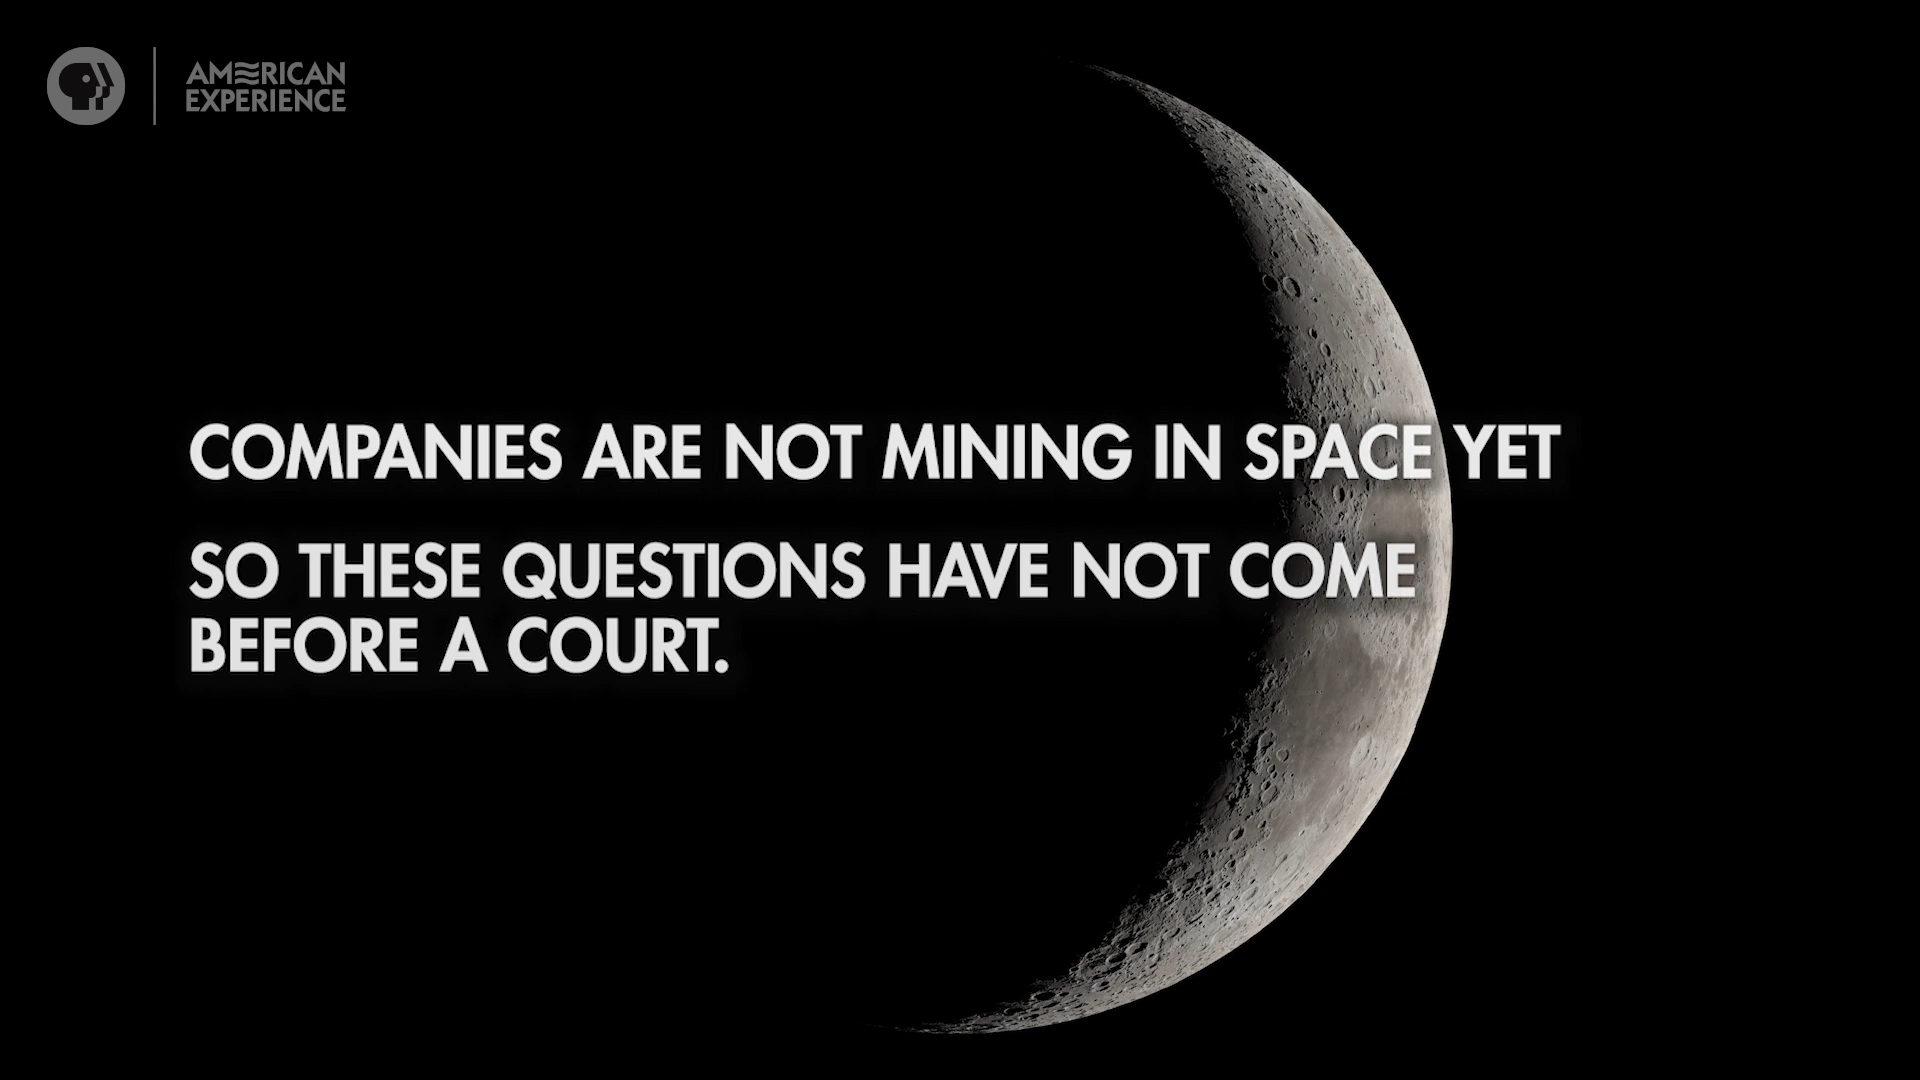 AMERICAN
EXPERIENCE
COMPANIES ARE NOT MINING IN SPACE YET
SO THESE QUESTIONS HAVE NOT COME
BEFORE A COURT.